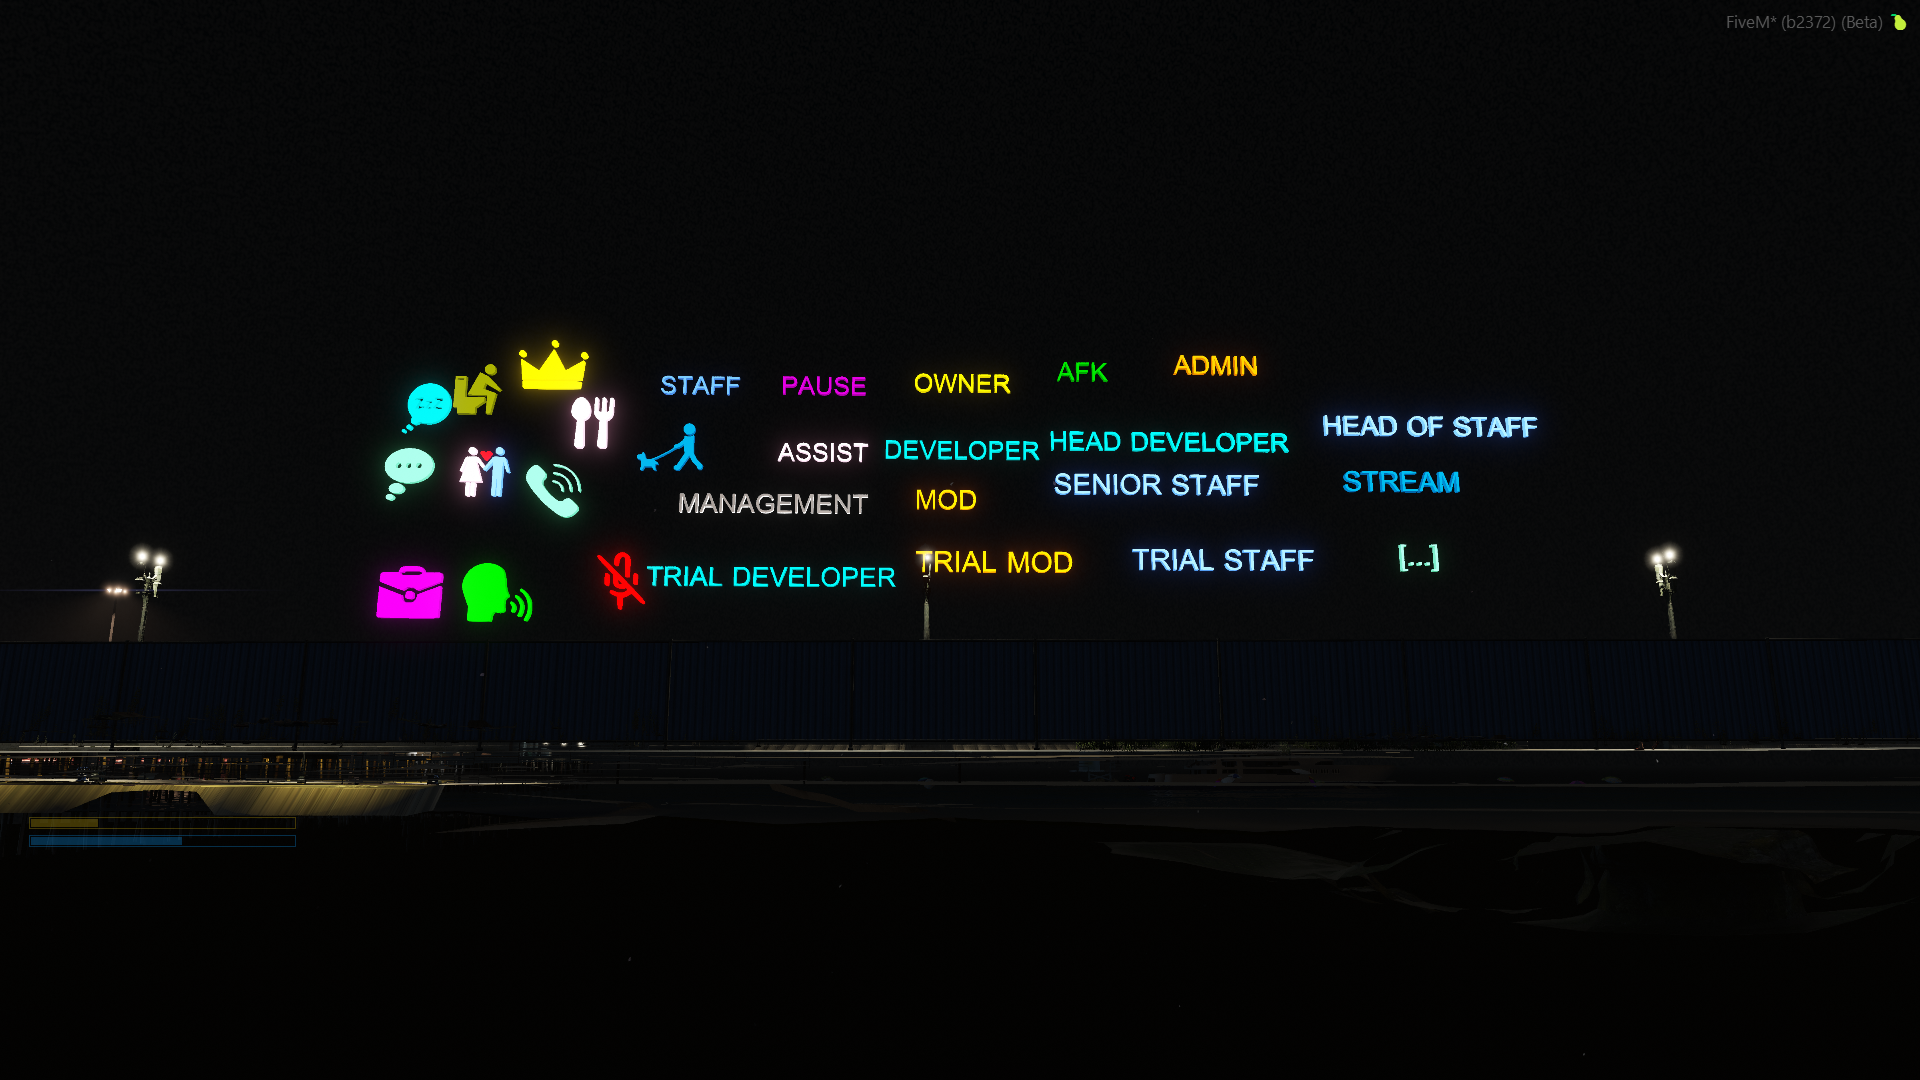 FiveM* (b2372) (Beta)
STAFF PAUSE OWNER AFK ADMIN
ASSIST DEVELOPER HEAD DEVELOPER HEAD OF STAFF
MANAGEMENT MOD SENIOR STAFF STREAM
TRIAL DEVELOPER TRIAL MOD TRIAL STAFF [...]